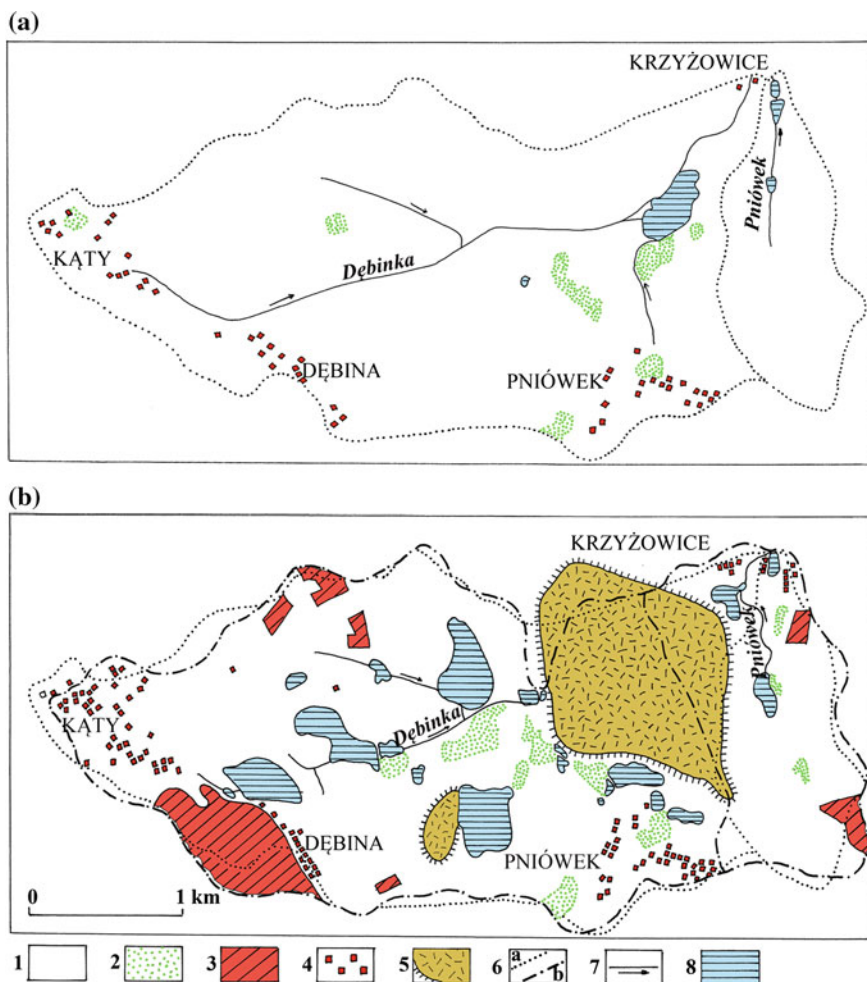 (a)
KRZYŻOWICE
Pniówek
KĄTY
Dębinka
DĘBINA
PNIÓWEK
(b)
KRZYŻOWICE
Pniówek
KĄTY
Dębinka
DĘBINA
PNIÓWEK
0 1 km
1 2 3 4 5 6 a b 7 8